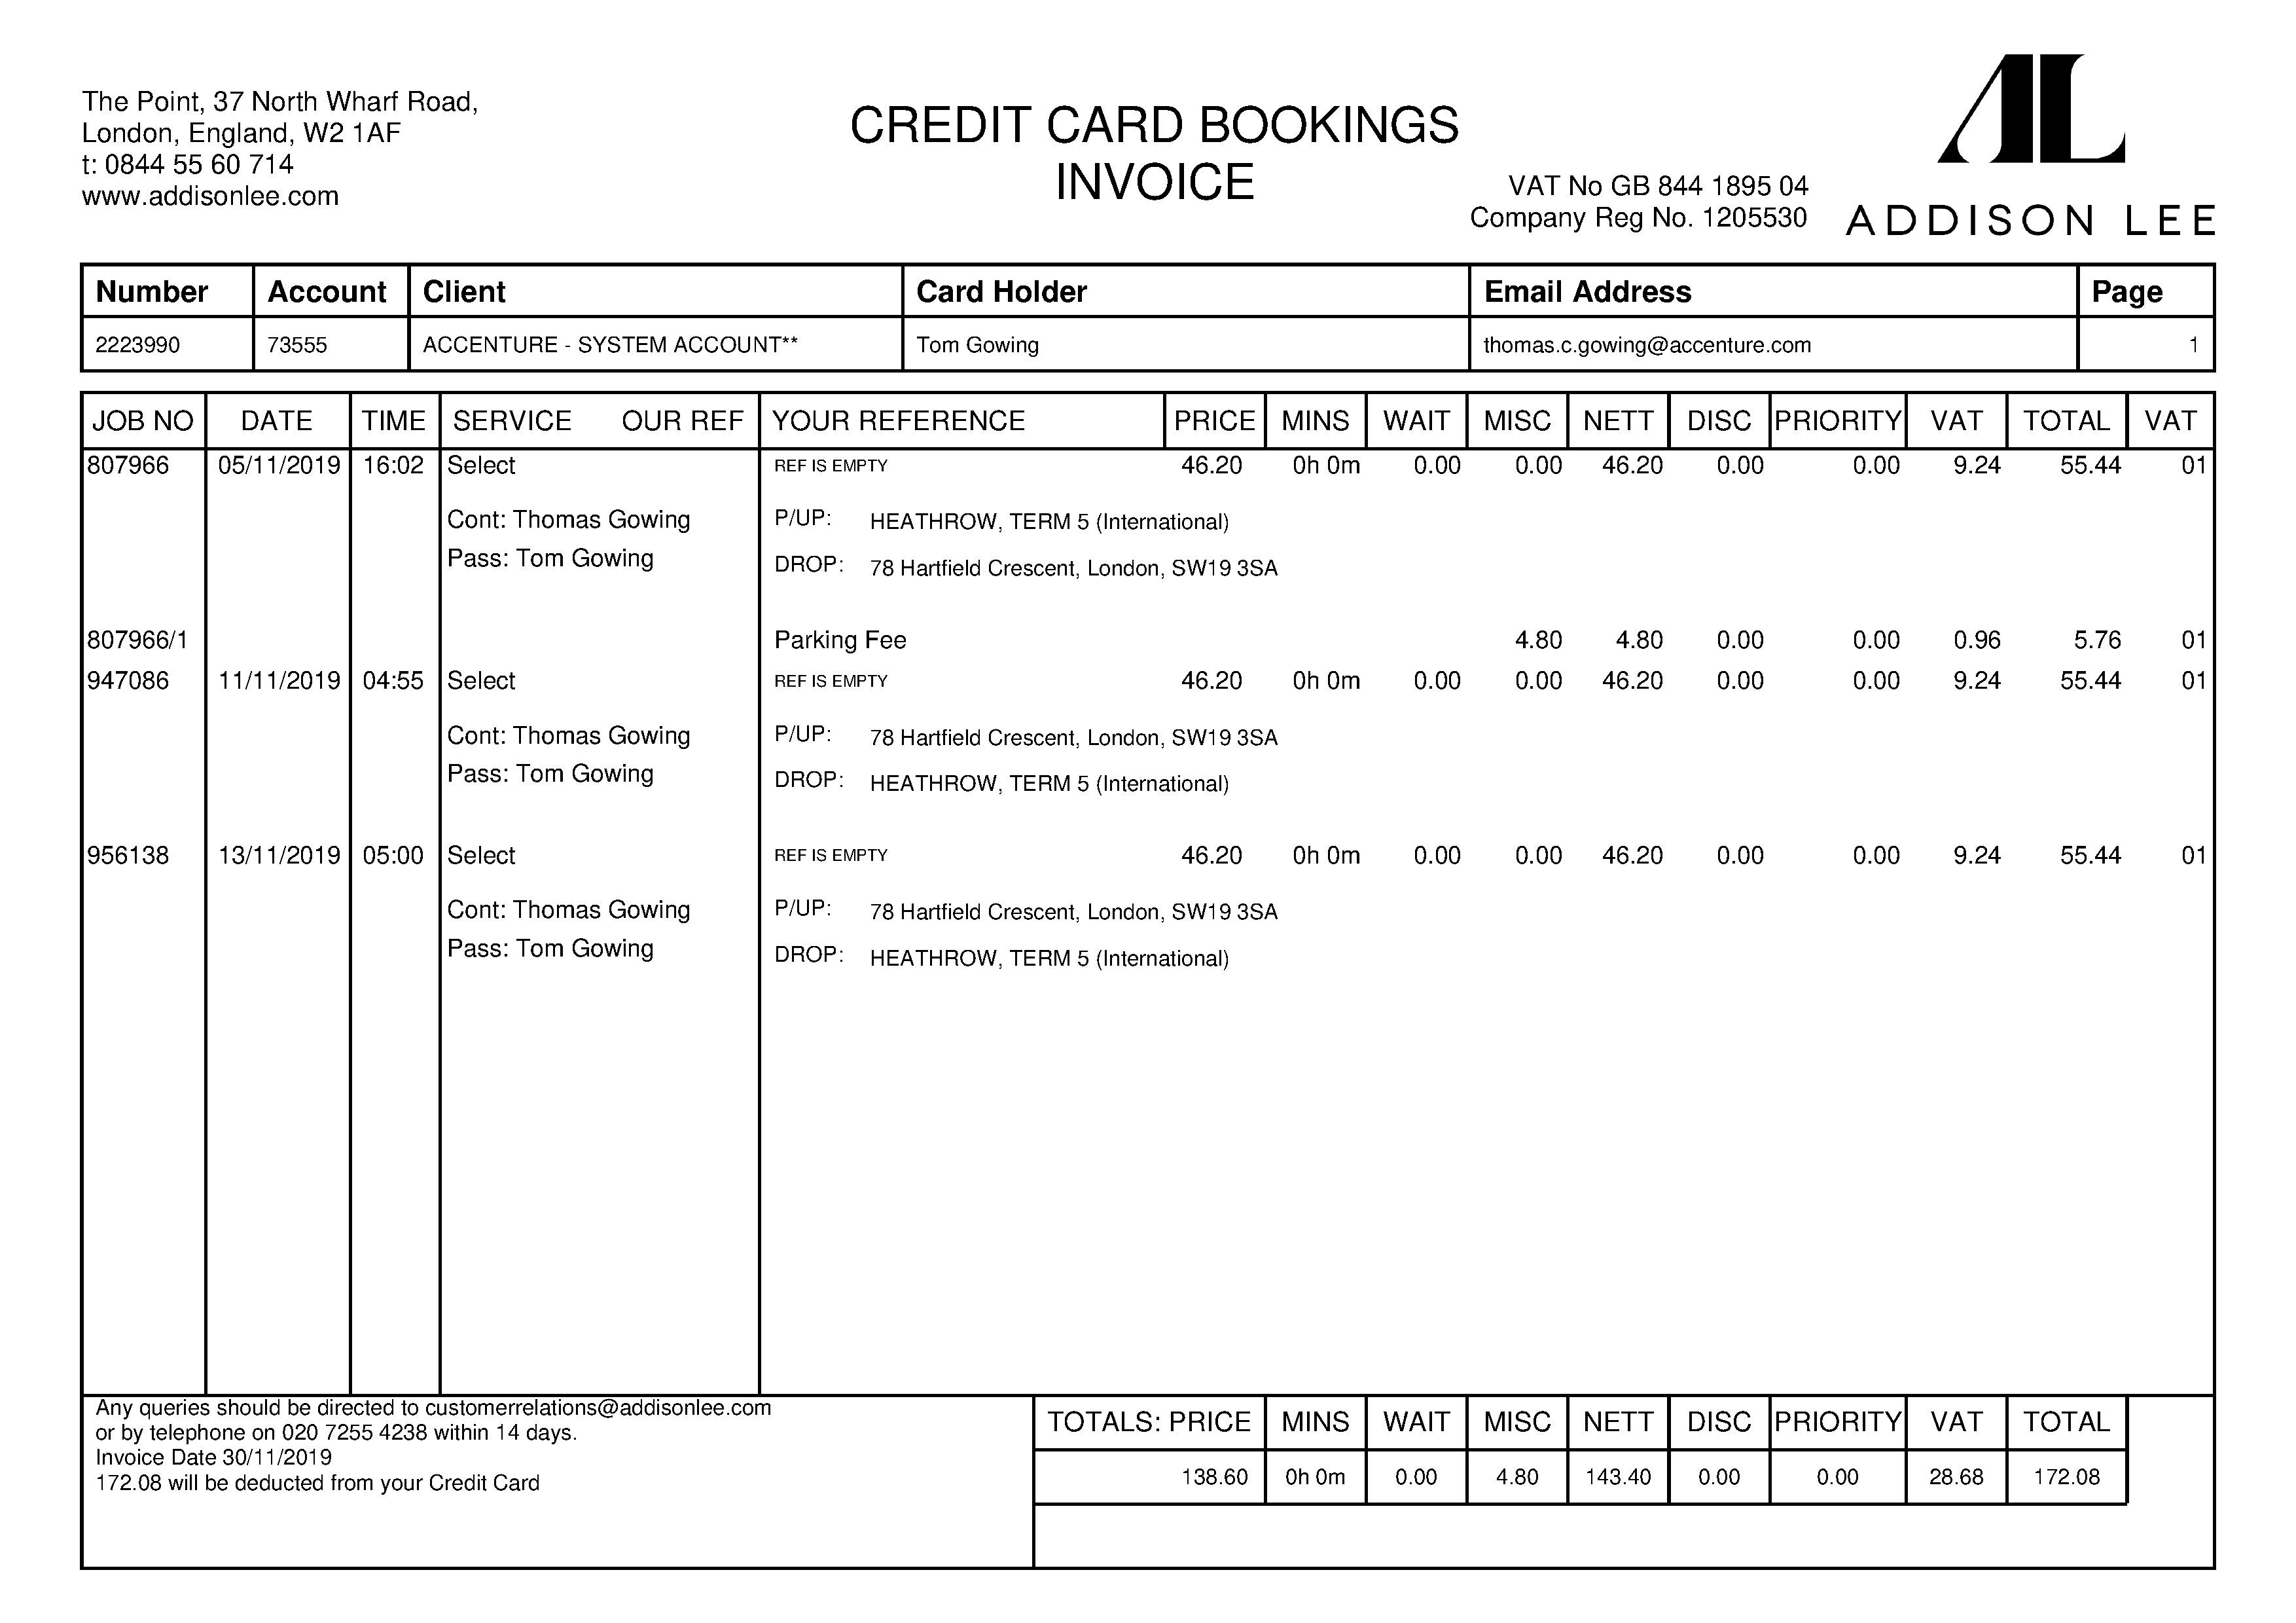 The Point, 37 North Wharf Road,
London, England, W2 1AF
t: 0844 55 60 714
www.addisonlee.com
CREDIT CARD BOOKINGS
INVOICE
VAT No GB 844 1895 04
Company Reg No. 1205530
AL
ADDISON LEE
Number Account Client Card Holder Email Address Page
2223990 73555 ACCENTURE - SYSTEM ACCOUNT** Tom Gowing thomas.c.gowing@accenture.com 1
JOB NO DATE TIME SERVICE OUR REF YOUR REFERENCE PRICE MINS WAIT MISC NETT DISC PRIORITY VAT TOTAL VAT
807966 05/11/2019 16:02 Select REF IS EMPTY 46.20 0h 0m 0.00 0.00 46.20 0.00 0.00 9.24 55.44 01
Cont: Thomas Gowing P/UP: HEATHROW, TERM 5 (International)
Pass: Tom Gowing DROP: 78 Hartfield Crescent, London, SW19 3SA
807966/1 Parking Fee 4.80 4.80 0.00 0.00 0.96 5.76 01
947086 11/11/2019 04:55 Select REF IS EMPTY 46.20 0h 0m 0.00 0.00 46.20 0.00 0.00 9.24 55.44 01
Cont: Thomas Gowing P/UP: 78 Hartfield Crescent, London, SW19 3SA
Pass: Tom Gowing DROP: HEATHROW, TERM 5 (International)
956138 13/11/2019 05:00 Select REF IS EMPTY 46.20 0h 0m 0.00 0.00 46.20 0.00 0.00 9.24 55.44 01
Cont: Thomas Gowing P/UP: 78 Hartfield Crescent, London, SW19 3SA
Pass: Tom Gowing DROP: HEATHROW, TERM 5 (International)
Any queries should be directed to customerrelations@addisonlee.com
or by telephone on 020 7255 4238 within 14 days.
Invoice Date 30/11/2019
172.08 will be deducted from your Credit Card
TOTALS: PRICE MINS WAIT MISC NETT DISC PRIORITY VAT TOTAL
138.60 0h 0m 0.00 4.80 143.40 0.00 0.00 28.68 172.08